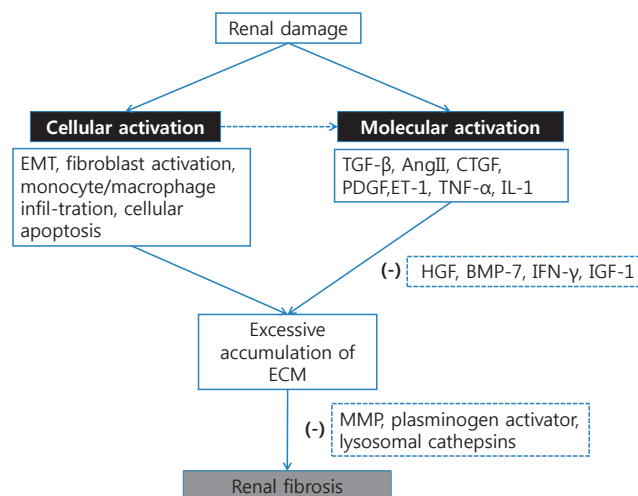 Renal damage
Cellular activation
Molecular activation
EMT, fibroblast activation,
monocyte/macrophage
infil-tration, cellular
apoptosis
TGF-β, AngII, CTGF,
PDGF,ET-1, TNF-α, IL-1
(-)
HGF, BMP-7, IFN-γ, IGF-1
Excessive
accumulation of
ECM
(-)
MMP, plasminogen activator,
lysosomal cathepsins
Renal fibrosis